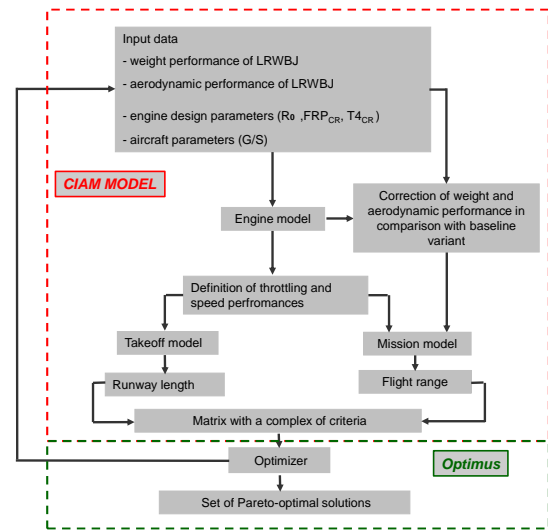 Input data
- weight performance of LRWBJ
- aerodynamic performance of LRWBJ
- engine design parameters (R0 ,FRPCR, T4CR)
- aircraft parameters (G/S)
CIAM MODEL
Engine model
Correction of weight and
aerodynamic performance in
comparison with baseline
variant
Definition of throttling and
speed perfromances
Takeoff model
Mission model
Runway length
Flight range
Matrix with a complex of criteria
Optimizer
Optimus
Set of Pareto-optimal solutions